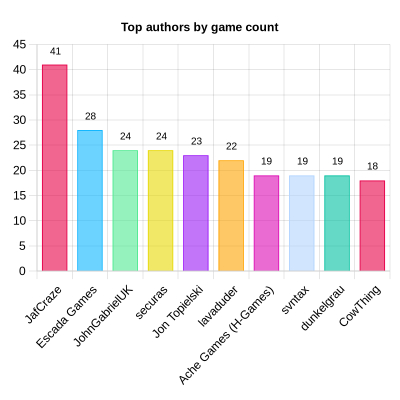 Top authors by game count
45
40
35
30
25
20
15
10
5
0
41
28
24
24
23
22
19
19
19
18
JafCraze
Escada Games
JohnGabrielUK
securas
Jon Topielski
lavaduder
Ache Games (H-Games)
svntax
dunkelgrau
CowThing